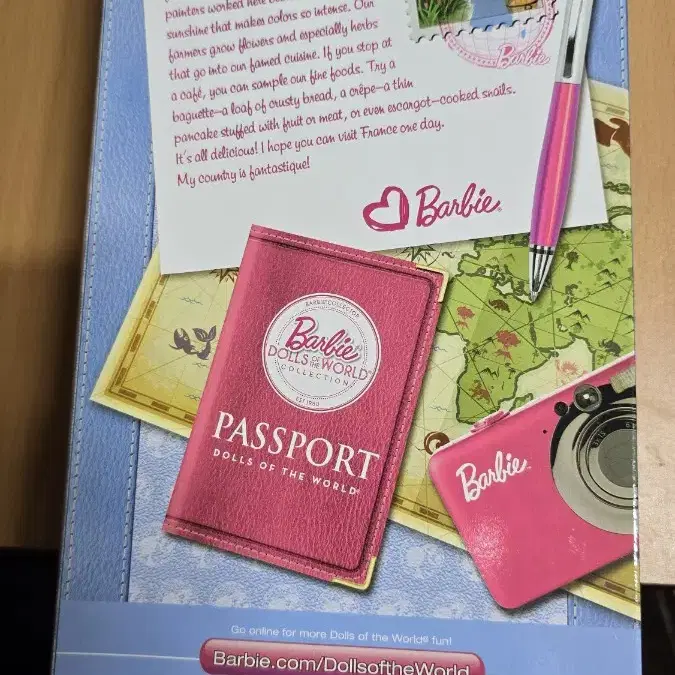 painters worked here
sunshine that makes colors so intense. Our
farmers grow flowers and especially herbs
that go into our famed cuisine. If you stop at
a café, you can sample our fine foods. Try a
baguette—a loaf of crusty bread, a crêpe—a thin
pancake stuffed with fruit or meat, or even escargot—cooked snails.
It's all delicious! I hope you can visit France one day.
My country is fantastique!
Barbie
Barbie
BARBIE COLLECTOR
Barbie
DOLLS OF THE WORLD®
COLLECTION
EST 1980
PASSPORT
DOLLS OF THE WORLD®
Barbie
Go online for more Dolls of the World® fun!
Barbie.com/DollsoftheWorld